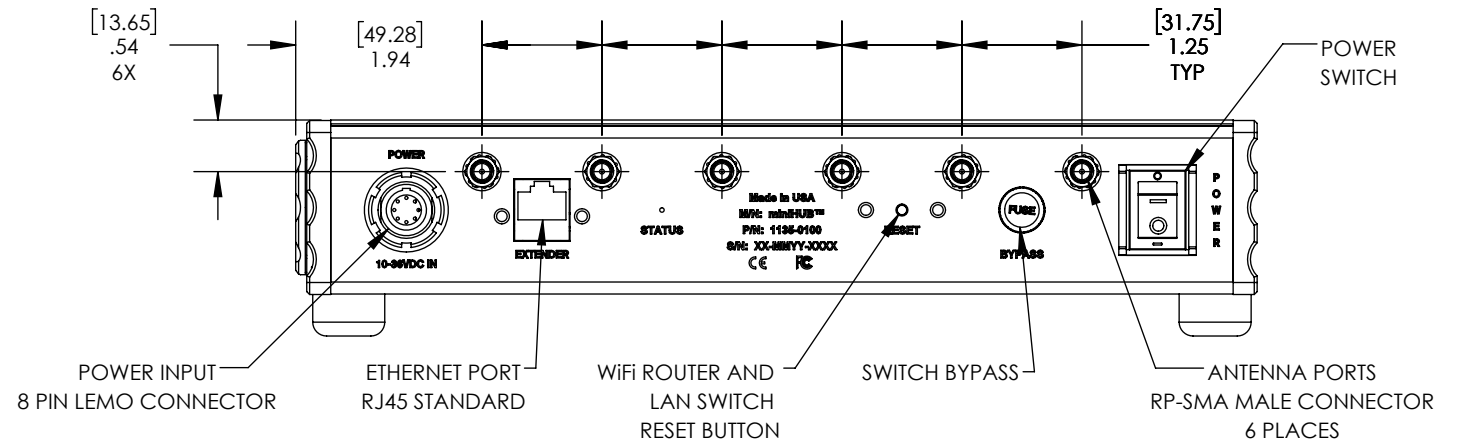 [13.65]
.54
6X
[49.28]
1.94
[31.75]
1.25
TYP
POWER
SWITCH
POWER
10-36VDC IN
EXTENDER
STATUS
Made in USA
M/N: miniHUB™
P/N: 1135-0100
S/N: XX-MMYY-XXXX
CE FC
RESET
FUSE
BYPASS
P
O
W
E
R
POWER INPUT
8 PIN LEMO CONNECTOR
ETHERNET PORT
RJ45 STANDARD
WiFi ROUTER AND
LAN SWITCH
RESET BUTTON
SWITCH BYPASS
ANTENNA PORTS
RP-SMA MALE CONNECTOR
6 PLACES